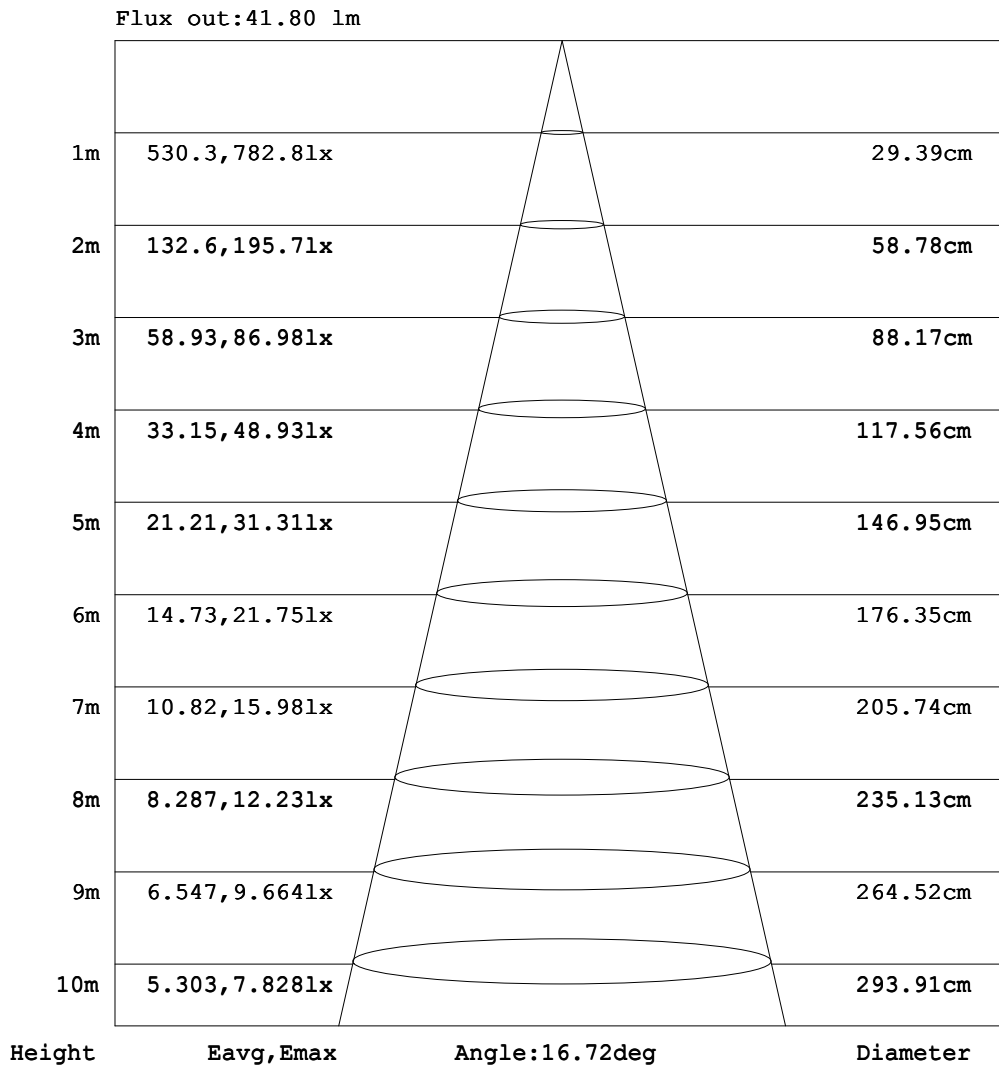 Flux out:41.80 lm
1m 530.3,782.8lx 29.39cm
2m 132.6,195.7lx 58.78cm
3m 58.93,86.98lx 88.17cm
4m 33.15,48.93lx 117.56cm
5m 21.21,31.31lx 146.95cm
6m 14.73,21.75lx 176.35cm
7m 10.82,15.98lx 205.74cm
8m 8.287,12.23lx 235.13cm
9m 6.547,9.664lx 264.52cm
10m 5.303,7.828lx 293.91cm
Height Eavg,Emax Angle:16.72deg Diameter